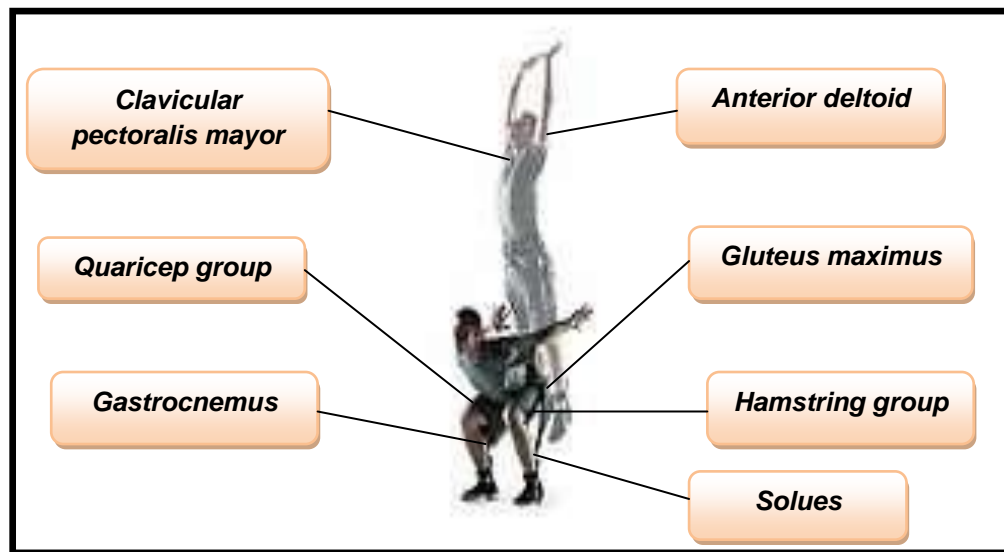 Clavicular
pectoralis mayor
Anterior deltoid
Quaricep group
Gluteus maximus
Gastrocnemus
Hamstring group
Solues